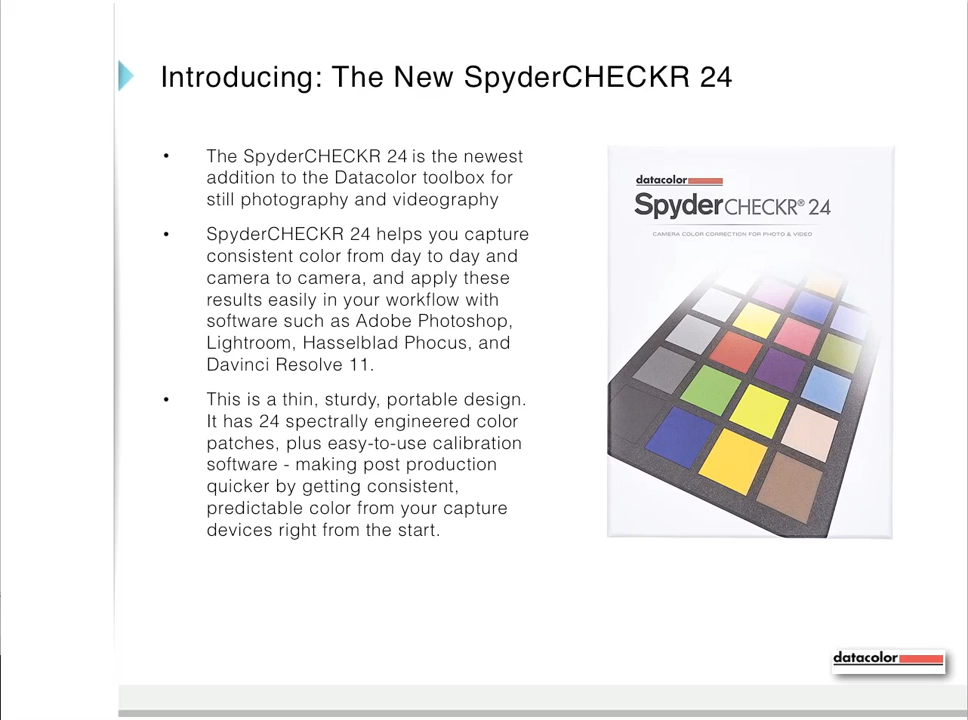 Introducing: The New SpyderCHECKR 24
• The SpyderCHECKR 24 is the newest
addition to the Datacolor toolbox for
still photography and videography
• SpyderCHECKR 24 helps you capture
consistent color from day to day and
camera to camera, and apply these
results easily in your workflow with
software such as Adobe Photoshop,
Lightroom, Hasselblad Phocus, and
Davinci Resolve 11.
• This is a thin, sturdy, portable design.
It has 24 spectrally engineered color
patches, plus easy-to-use calibration
software - making post production
quicker by getting consistent,
predictable color from your capture
devices right from the start.
datacolor
SpyderCHECKR® 24
CAMERA COLOR CORRECTION FOR PHOTO & VIDEO
datacolor